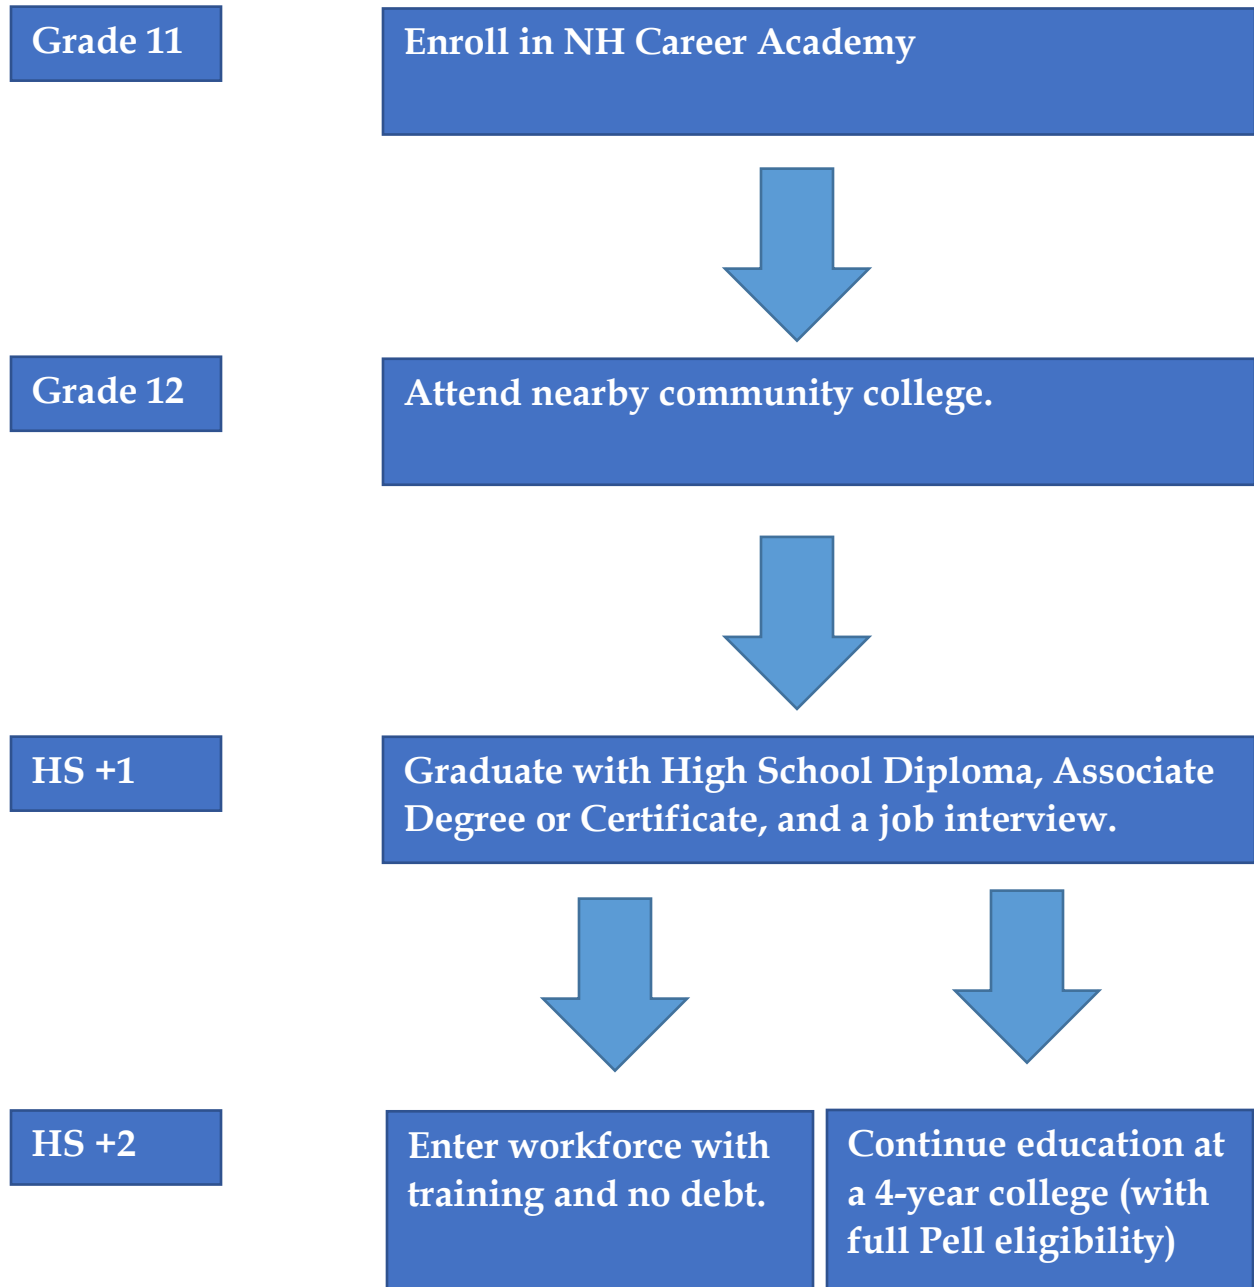 Grade 11
Enroll in NH Career Academy
Grade 12
Attend nearby community college.
HS +1
Graduate with High School Diploma, Associate
Degree or Certificate, and a job interview.
HS +2
Enter workforce with
training and no debt.
Continue education at
a 4-year college (with
full Pell eligibility)